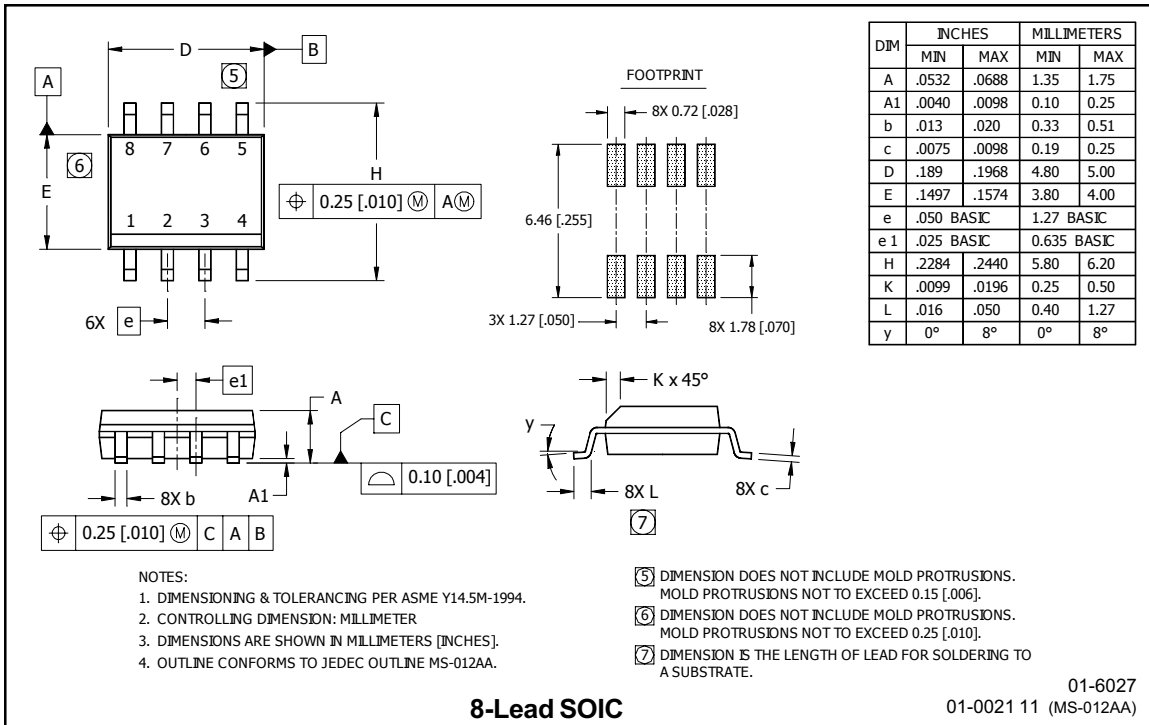 D
B
5
A
8 7 6 5
6
E
H
⌖ 0.25 [.010] Ⓜ A Ⓜ
1 2 3 4
6X e
FOOTPRINT
8X 0.72 [.028]
6.46 [.255]
3X 1.27 [.050]
8X 1.78 [.070]
DIM INCHES MILLIMETERS
MIN MAX MIN MAX
A .0532 .0688 1.35 1.75
A1 .0040 .0098 0.10 0.25
b .013 .020 0.33 0.51
c .0075 .0098 0.19 0.25
D .189 .1968 4.80 5.00
E .1497 .1574 3.80 4.00
e .050 BASIC 1.27 BASIC
e 1 .025 BASIC 0.635 BASIC
H .2284 .2440 5.80 6.20
K .0099 .0196 0.25 0.50
L .016 .050 0.40 1.27
y 0° 8° 0° 8°
e1
A
C
⌓ 0.10 [.004]
8X b
A1
⌖ 0.25 [.010] Ⓜ C A B
K x 45°
y
8X L
8X c
7
NOTES:
1. DIMENSIONING & TOLERANCING PER ASME Y14.5M-1994.
2. CONTROLLING DIMENSION: MILLIMETER
3. DIMENSIONS ARE SHOWN IN MILLIMETERS [INCHES].
4. OUTLINE CONFORMS TO JEDEC OUTLINE MS-012AA.
5 DIMENSION DOES NOT INCLUDE MOLD PROTRUSIONS.
MOLD PROTRUSIONS NOT TO EXCEED 0.15 [.006].
6 DIMENSION DOES NOT INCLUDE MOLD PROTRUSIONS.
MOLD PROTRUSIONS NOT TO EXCEED 0.25 [.010].
7 DIMENSION IS THE LENGTH OF LEAD FOR SOLDERING TO
A SUBSTRATE.
8-Lead SOIC
01-6027
01-0021 11 (MS-012AA)